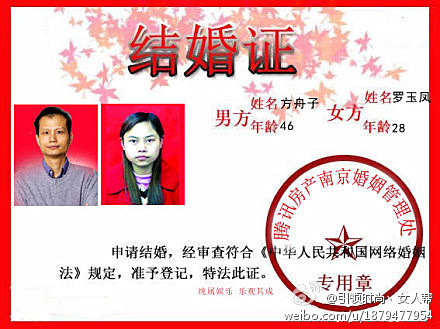 结婚证
男方
姓名方舟子
年龄46
女方
姓名罗玉凤
年龄28
腾讯房产南京婚姻管理处
专用章
申请结婚，经审查符合《中华人民共和国网络婚姻
法》规定，准予登记，特法此证。
纯属娱乐 乐观其成
@引领时尚-女人帮
weibo.com/u/1879477954